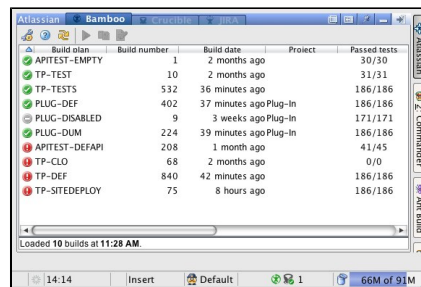 Atlassian Bamboo Crucible JIRA
Build plan Build number Build date Project Passed tests
APITEST-EMPTY 1 2 months ago 30/30
TP-TEST 10 2 months ago 31/31
TP-TESTS 532 36 minutes ago 186/186
PLUG-DEF 402 37 minutes ago Plug-In 186/186
PLUG-DISABLED 9 3 weeks ago Plug-In 171/171
PLUG-DUM 224 39 minutes ago Plug-In 186/186
APITEST-DEFAPI 208 1 month ago 41/45
TP-CLO 68 2 months ago 0/0
TP-DEF 840 42 minutes ago 186/186
TP-SITEDEPLOY 75 8 hours ago 186/186
Loaded 10 builds at 11:28 AM.
14:14 Insert Default 1 66M of 91M
Atlassian
Commander
Ant Build